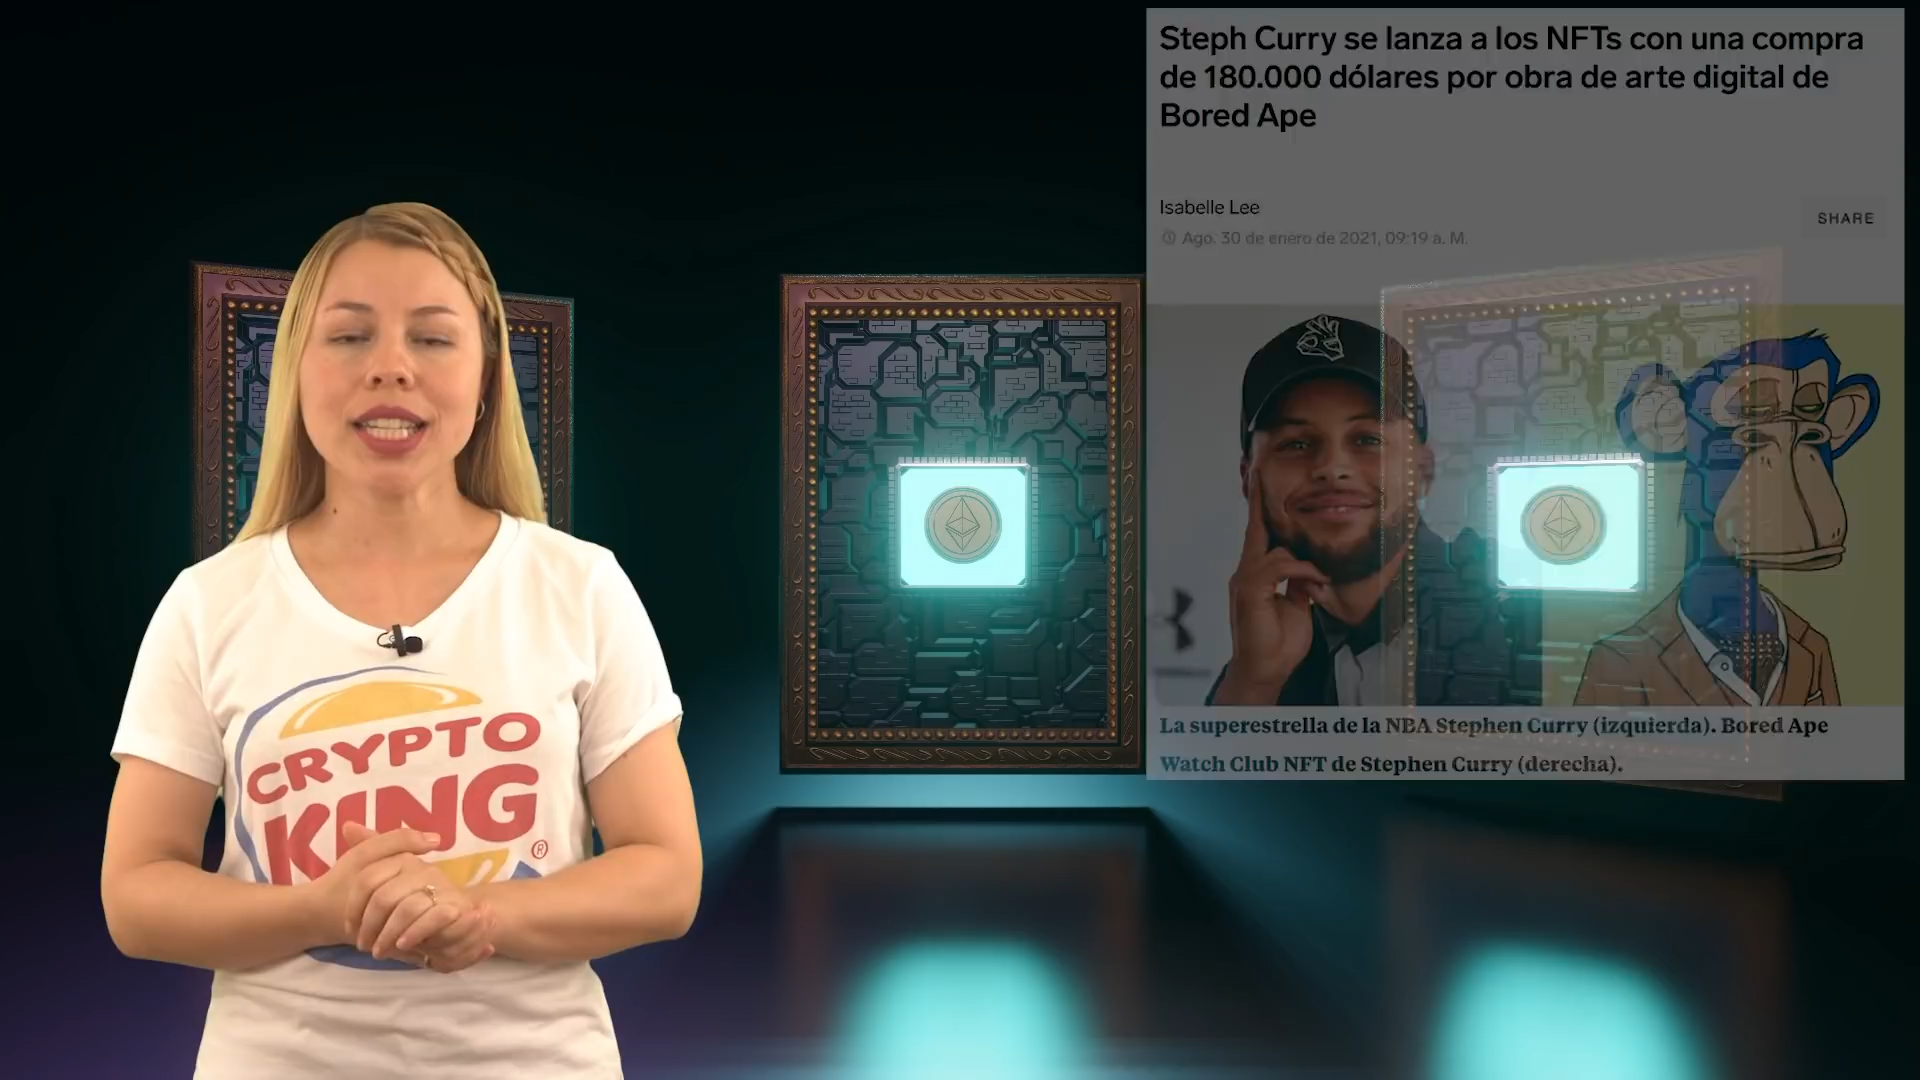 Steph Curry se lanza a los NFTs con una compra
de 180.000 dólares por obra de arte digital de
Bored Ape
Isabelle Lee
SHARE
Ago. 30 de enero de 2021, 09:19 a. M.
La superestrella de la NBA Stephen Curry (izquierda). Bored Ape
Watch Club NFT de Stephen Curry (derecha).
CRYPTO
KING
®